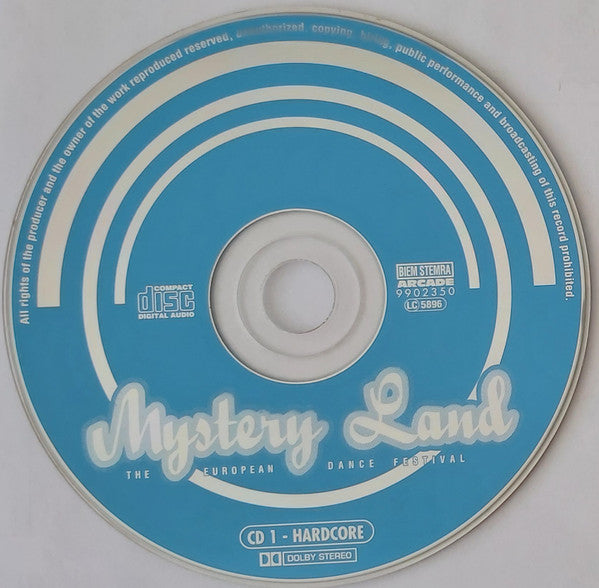 All rights of the producer and the owner of the work reproduced reserved, unauthorized, copying, hiring, public performance and broadcasting of this record prohibited.
COMPACT
disc
DIGITAL AUDIO
BIEM STEMRA
ARCADE
9902350
LC 5896
Mystery Land
THE EUROPEAN DANCE FESTIVAL
CD 1 - HARDCORE
DOLBY STEREO